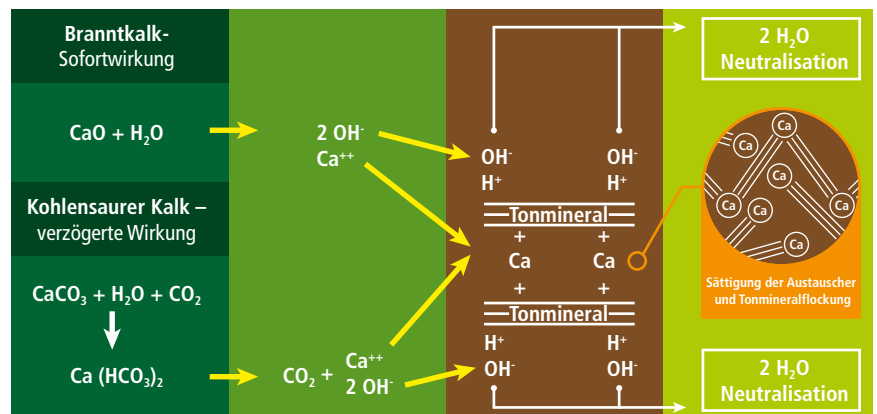 Branntkalk-
Sofortwirkung
CaO + H₂O
Kohlensaurer Kalk –
verzögerte Wirkung
CaCO₃ + H₂O + CO₂
Ca (HCO₃)₂
2 OH⁻
Ca⁺⁺
CO₂ +
Ca⁺⁺
2 OH⁻
OH⁻ OH⁻
H⁺ H⁺
Tonmineral
+ +
Ca Ca
+ +
Tonmineral
H⁺ H⁺
OH⁻ OH⁻
2 H₂O
Neutralisation
Ca
Ca
Ca
Ca
Ca
Ca
Ca
Sättigung der Austauscher
und Tonmineralflockung
2 H₂O
Neutralisation